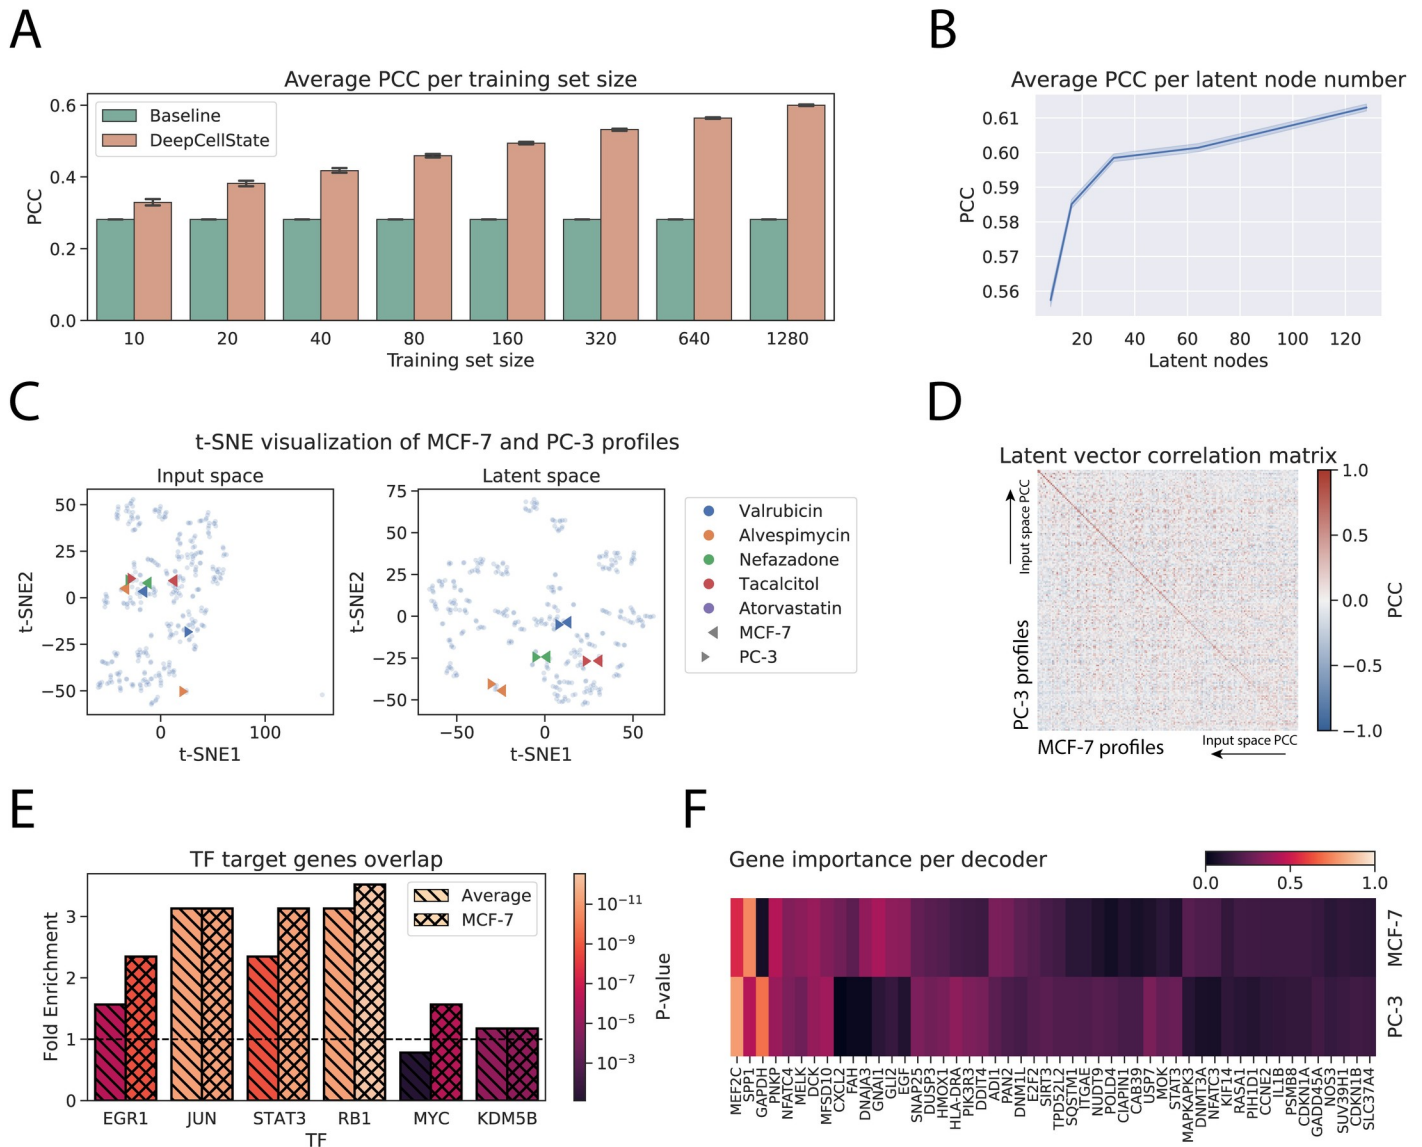 A
Average PCC per training set size
Baseline
DeepCellState
PCC
0.6
0.4
0.2
0.0
10 20 40 80 160 320 640 1280
Training set size
B
Average PCC per latent node number
PCC
0.61
0.60
0.59
0.58
0.57
0.56
20 40 60 80 100 120
Latent nodes
C
t-SNE visualization of MCF-7 and PC-3 profiles
Input space
t-SNE2
50
25
0
−25
−50
0 100
t-SNE1
Latent space
t-SNE2
75
50
25
0
−25
−50
−50 0 50
t-SNE1
Valrubicin
Alvespimycin
Nefazadone
Tacalcitol
Atorvastatin
MCF-7
PC-3
D
Latent vector correlation matrix
Input space PCC
PC-3 profiles
MCF-7 profiles
Input space PCC
1.0
0.5
0.0
−0.5
−1.0
PCC
E
TF target genes overlap
Average
MCF-7
Fold Enrichment
3
2
1
0
EGR1 JUN STAT3 RB1 MYC KDM5B
TF
10−11
10−9
10−7
10−5
10−3
P-value
F
Gene importance per decoder
0.0 0.5 1.0
MCF-7
PC-3
MEF2C
SPP1
GAPDH
PNKP
NFATC4
MELK
DCK
MFSD10
CXCL2
FAH
DNAJA3
GNAI1
GLI2
EGF
SNAP25
DUSP3
HMOX1
HLA-DRA
PIK3R3
DDIT4
ADI1
PAN2
DNM1L
E2F2
SIRT3
TPD52L2
SQSTM1
ITGAE
NUDT9
POLD4
CIAPIN1
CAB39
USP7
MOK
STAT5B
MAPKAPK3
DNMT3A
NFATC3
KIF14
RASA1
PIH1D1
CCNE2
IL1B
PSMB8
CDKN1A
GADD45A
NOS3
SUV39H1
CDKN1B
SLC37A4